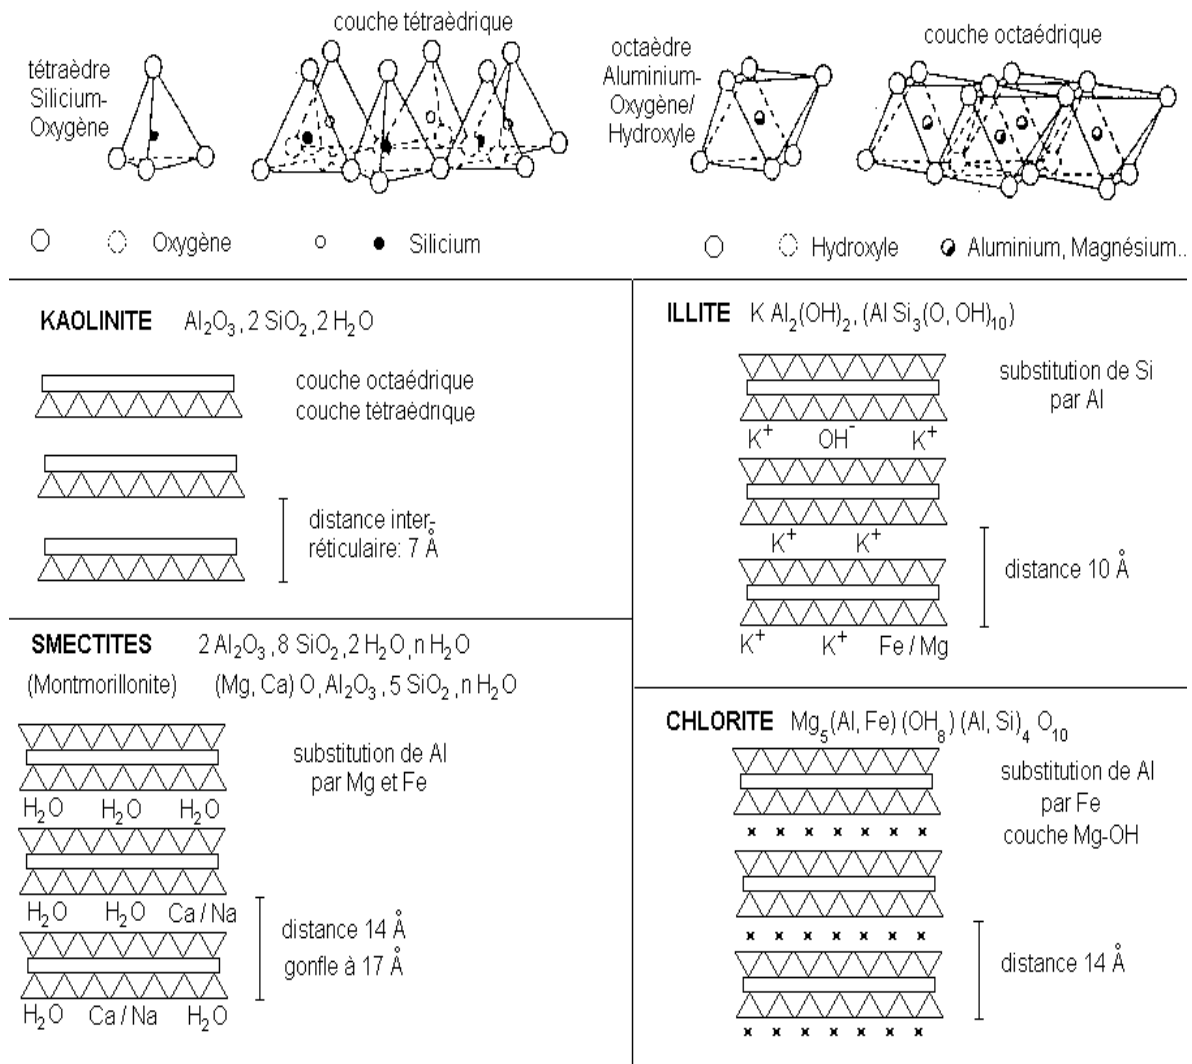 couche tétraèdrique
tétraèdre
Silicium-
Oxygène
octaèdre
Aluminium-
Oxygène/
Hydroxyle
couche octaédrique
Oxygène
Silicium
Hydroxyle
Aluminium, Magnésium..
KAOLINITE Al₂O₃, 2 SiO₂, 2 H₂O
couche octaédrique
couche tétraédrique
distance inter-
réticulaire: 7 Å
ILLITE K Al₂(OH)₂, (Al Si₃(O, OH)₁₀)
substitution de Si
par Al
K⁺ OH⁻ K⁺
K⁺ K⁺
distance 10 Å
K⁺ K⁺ Fe / Mg
SMECTITES 2 Al₂O₃, 8 SiO₂, 2 H₂O, n H₂O
(Montmorillonite) (Mg, Ca) O, Al₂O₃, 5 SiO₂, n H₂O
substitution de Al
par Mg et Fe
H₂O H₂O H₂O
H₂O H₂O Ca / Na
distance 14 Å
gonfle à 17 Å
H₂O Ca / Na H₂O
CHLORITE Mg₅(Al, Fe) (OH₈) (Al, Si)₄ O₁₀
substitution de Al
par Fe
couche Mg-OH
distance 14 Å